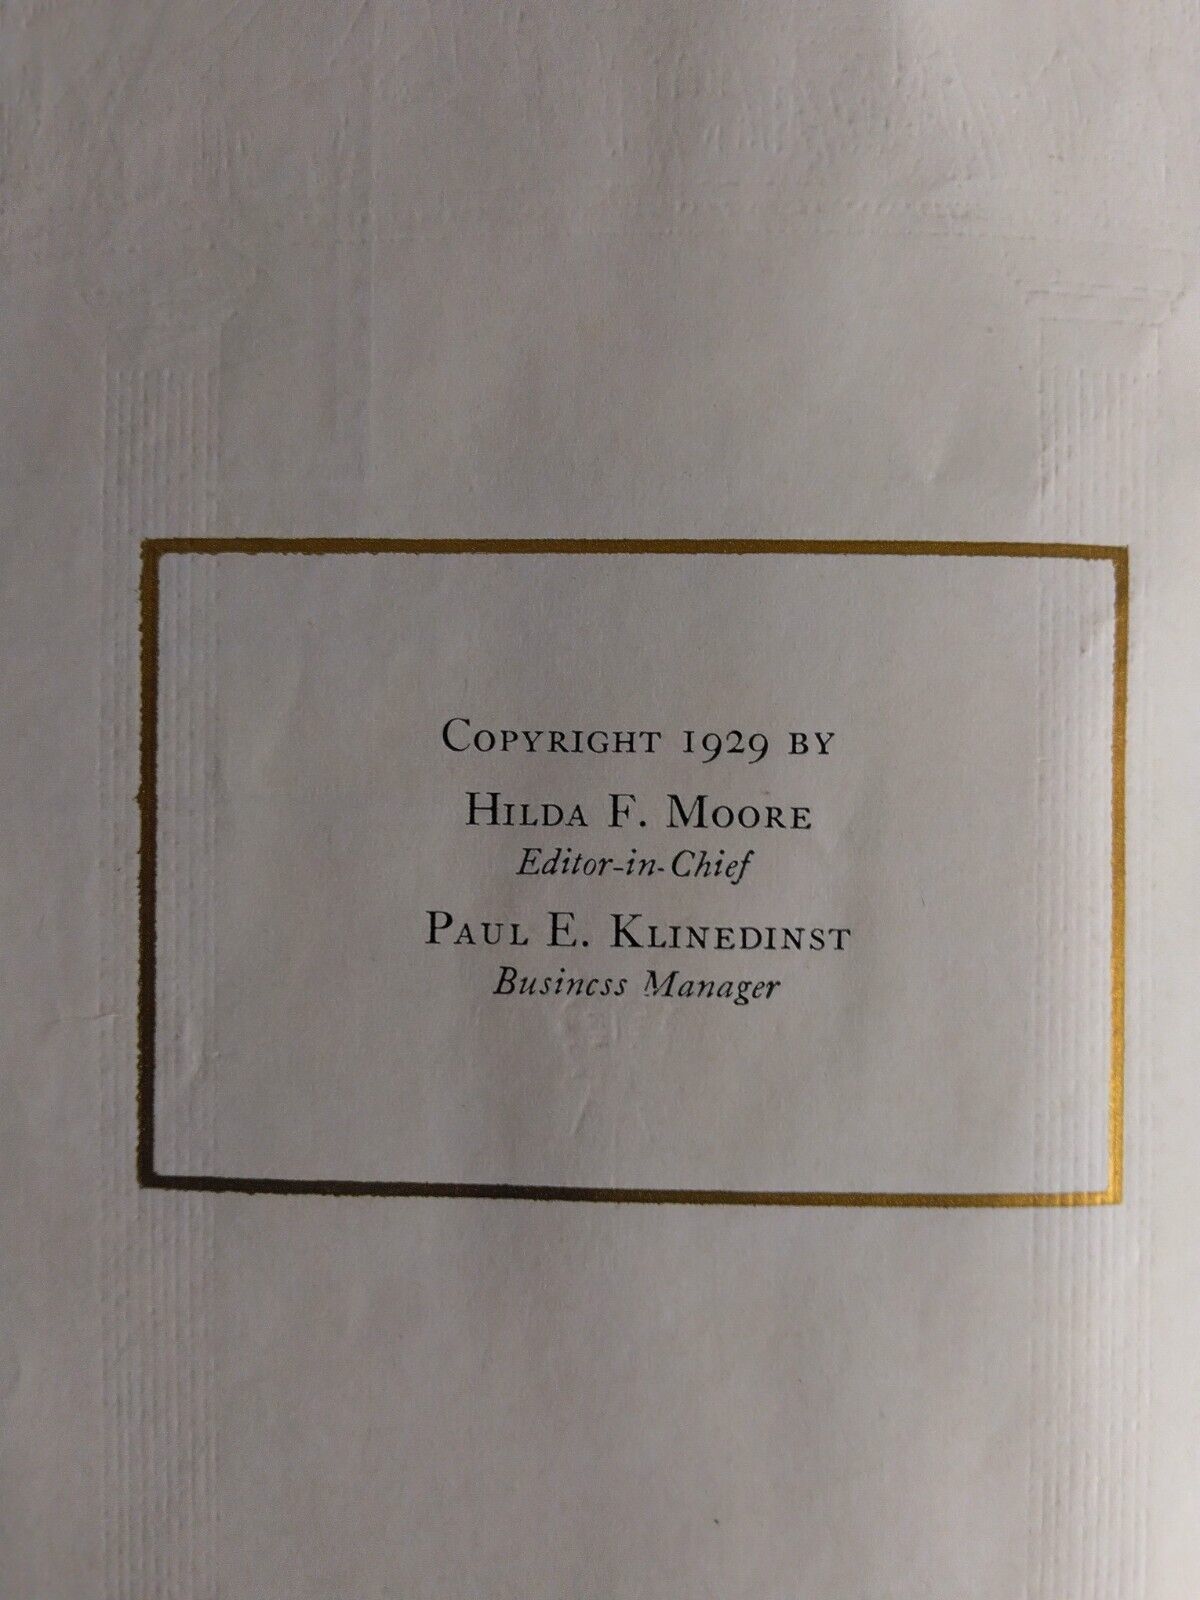 Copyright 1929 by
Hilda F. Moore
Editor-in-Chief
Paul E. Klinedinst
Business Manager